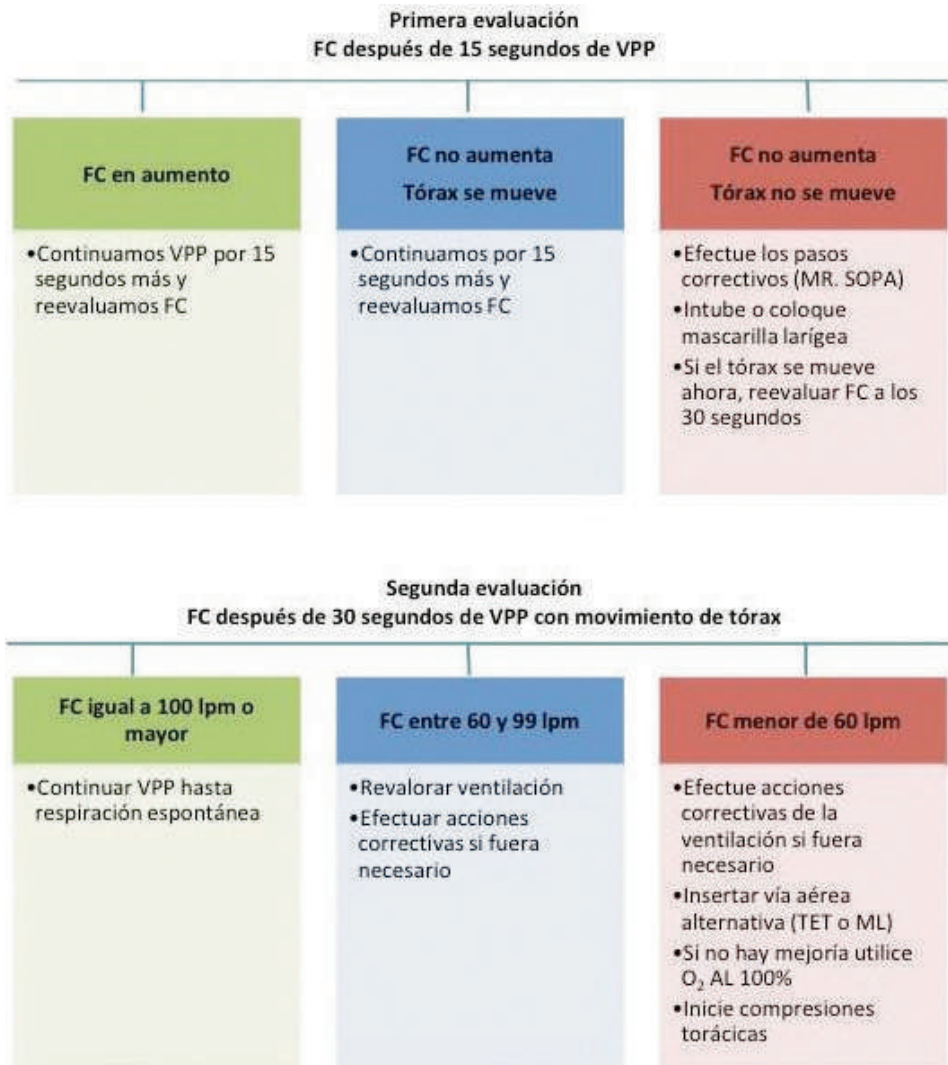 Primera evaluación
FC después de 15 segundos de VPP
FC en aumento
•Continuamos VPP por 15
segundos más y
reevaluamos FC
FC no aumenta
Tórax se mueve
•Continuamos por 15
segundos más y
reevaluamos FC
FC no aumenta
Tórax no se mueve
•Efectue los pasos
correctivos (MR. SOPA)
•Intube o coloque
mascarilla larígea
•Si el tórax se mueve
ahora, reevaluar FC a los
30 segundos
Segunda evaluación
FC después de 30 segundos de VPP con movimiento de tórax
FC igual a 100 lpm o
mayor
•Continuar VPP hasta
respiración espontánea
FC entre 60 y 99 lpm
•Revalorar ventilación
•Efectuar acciones
correctivas si fuera
necesario
FC menor de 60 lpm
•Efectue acciones
correctivas de la
ventilación si fuera
necesario
•Insertar vía aérea
alternativa (TET o ML)
•Si no hay mejoría utilice
O₂ AL 100%
•Inicie compresiones
torácicas